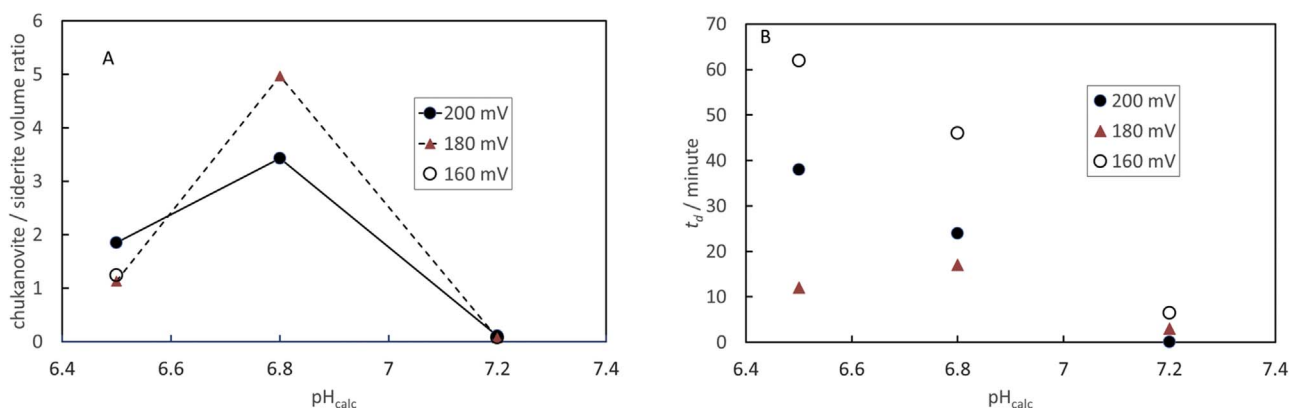 A
chukanovite / siderite volume ratio
6
5
4
3
2
1
0
200 mV
180 mV
160 mV
6.4 6.6 6.8 7 7.2 7.4
pHcalc
B
td / minute
70
60
50
40
30
20
10
0
200 mV
180 mV
160 mV
6.4 6.6 6.8 7 7.2 7.4
pHcalc